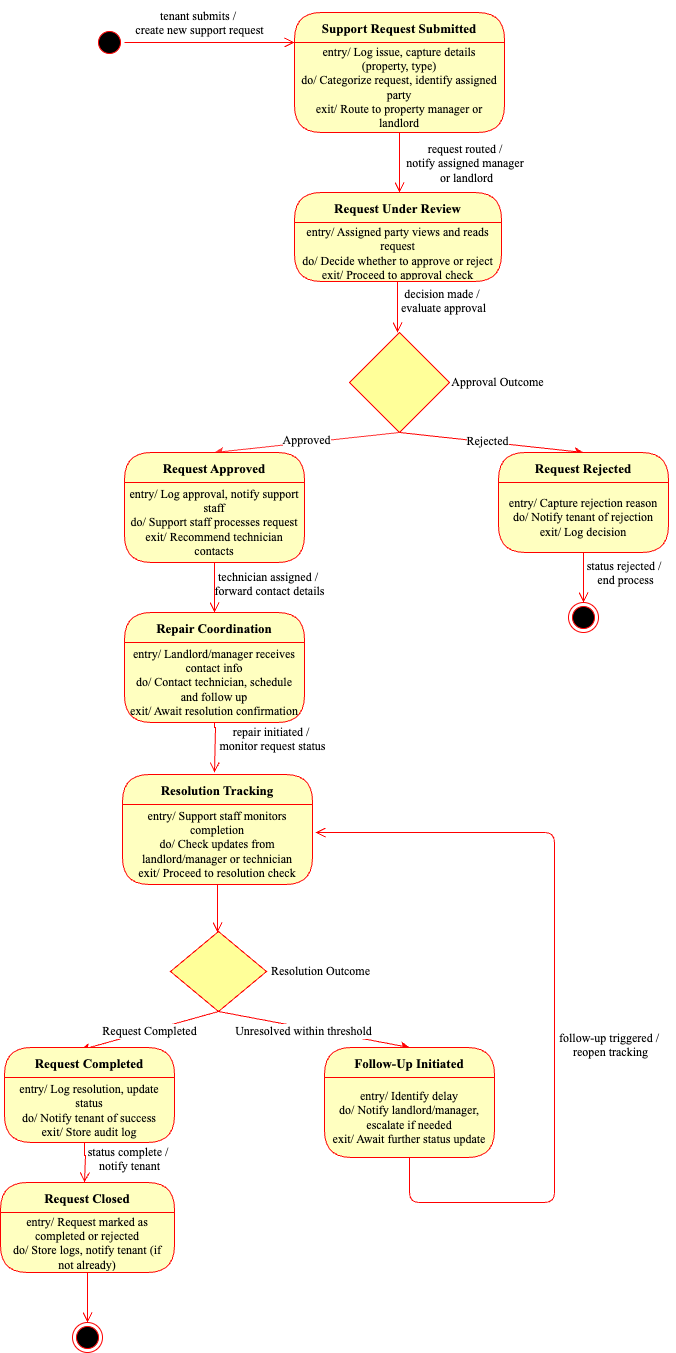 tenant submits /
create new support request
Support Request Submitted
entry/ Log issue, capture details
(property, type)
do/ Categorize request, identify assigned
party
exit/ Route to property manager or
landlord
request routed /
notify assigned manager
or landlord
Request Under Review
entry/ Assigned party views and reads
request
do/ Decide whether to approve or reject
exit/ Proceed to approval check
decision made /
evaluate approval
Approval Outcome
Approved
Rejected
Request Approved
entry/ Log approval, notify support
staff
do/ Support staff processes request
exit/ Recommend technician
contacts
Request Rejected
entry/ Capture rejection reason
do/ Notify tenant of rejection
exit/ Log decision
technician assigned /
forward contact details
status rejected /
end process
Repair Coordination
entry/ Landlord/manager receives
contact info
do/ Contact technician, schedule
and follow up
exit/ Await resolution confirmation
repair initiated /
monitor request status
Resolution Tracking
entry/ Support staff monitors
completion
do/ Check updates from
landlord/manager or technician
exit/ Proceed to resolution check
Resolution Outcome
Request Completed
Unresolved within threshold
follow-up triggered /
reopen tracking
Request Completed
entry/ Log resolution, update
status
do/ Notify tenant of success
exit/ Store audit log
Follow-Up Initiated
entry/ Identify delay
do/ Notify landlord/manager,
escalate if needed
exit/ Await further status update
status complete /
notify tenant
Request Closed
entry/ Request marked as
completed or rejected
do/ Store logs, notify tenant (if
not already)